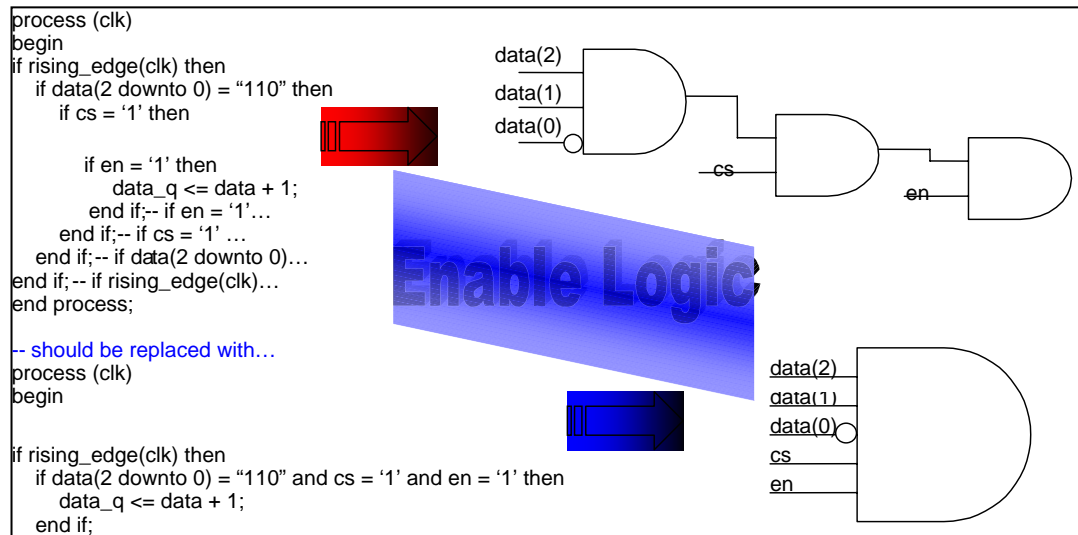 process (clk)
begin
if rising_edge(clk) then
if data(2 downto 0) = “110” then
if cs = ‘1’ then
if en = ‘1’ then
data_q <= data + 1;
end if;-- if en = ‘1’…
end if;-- if cs = ‘1’ …
end if;-- if data(2 downto 0)…
end if;-- if rising_edge(clk)…
end process;
-- should be replaced with…
process (clk)
begin
if rising_edge(clk) then
if data(2 downto 0) = “110” and cs = ‘1’ and en = ‘1’ then
data_q <= data + 1;
end if;
data(2)
data(1)
data(0)
cs
en
Enable Logic
data(2)
data(1)
data(0)
cs
en